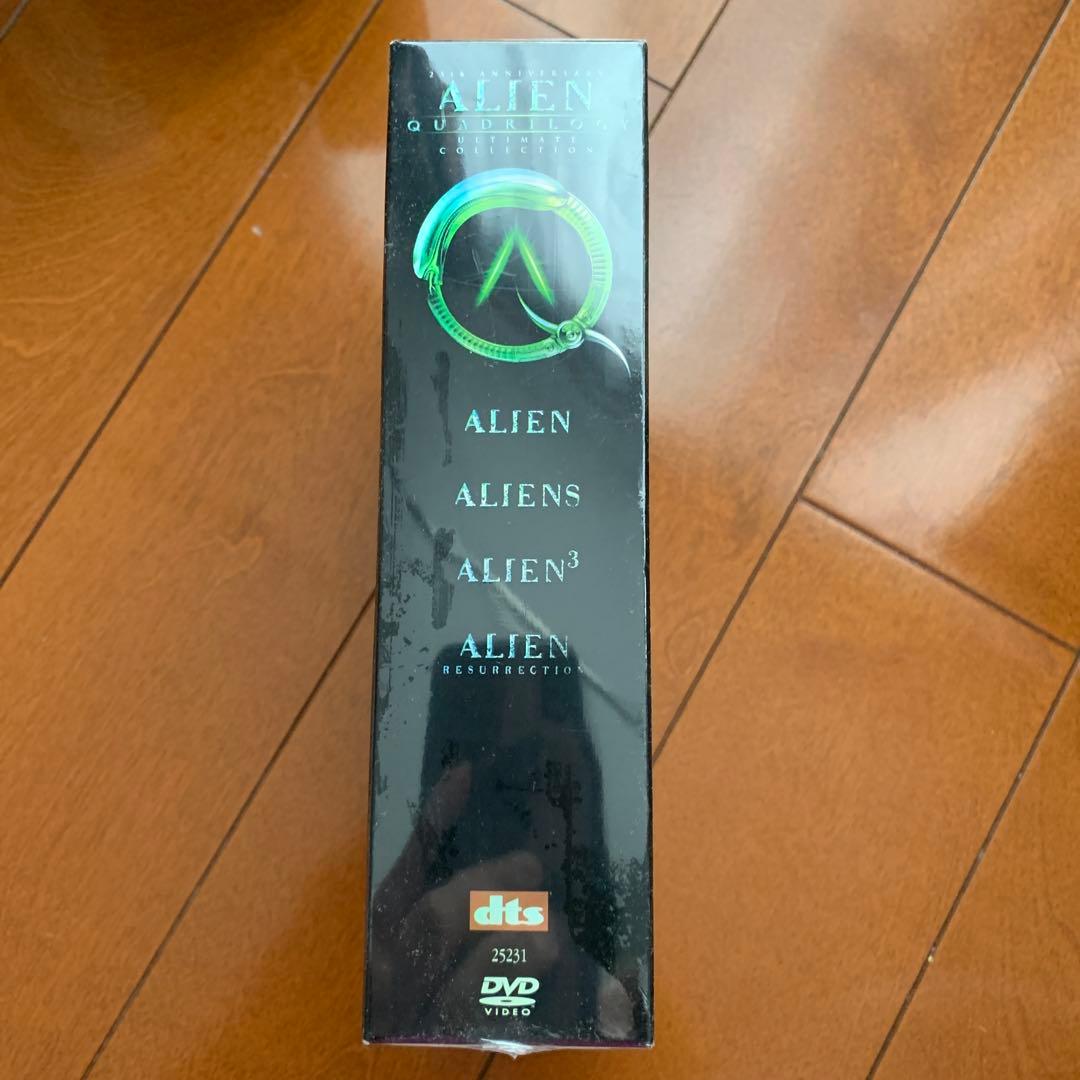 25th ANNIVERSARY
ALIEN
QUADRILOGY
ULTIMATE
COLLECTION
ALIEN
ALIENS
ALIEN³
ALIEN
RESURRECTION
dts
25231
DVD
VIDEO